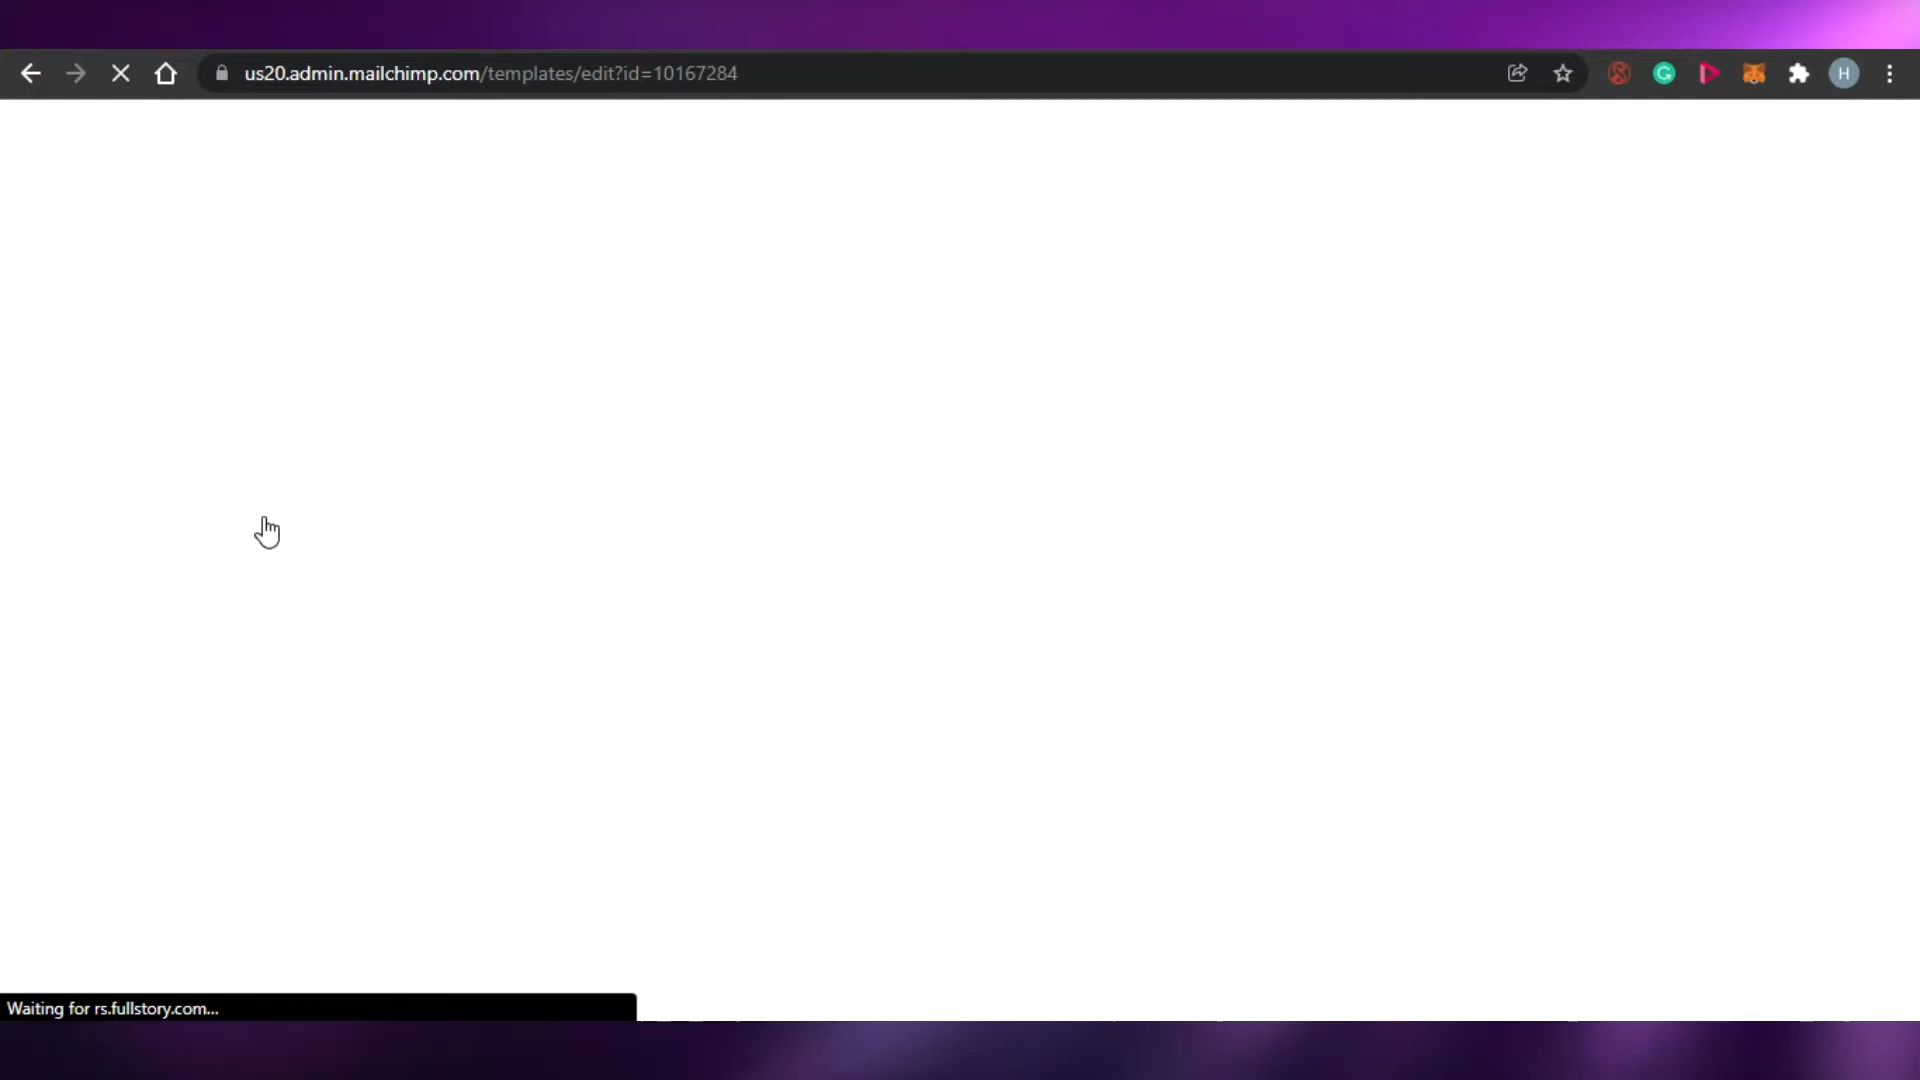 us20.admin.mailchimp.com/templates/edit?id=10167284
G
H
Waiting for rs.fullstory.com...